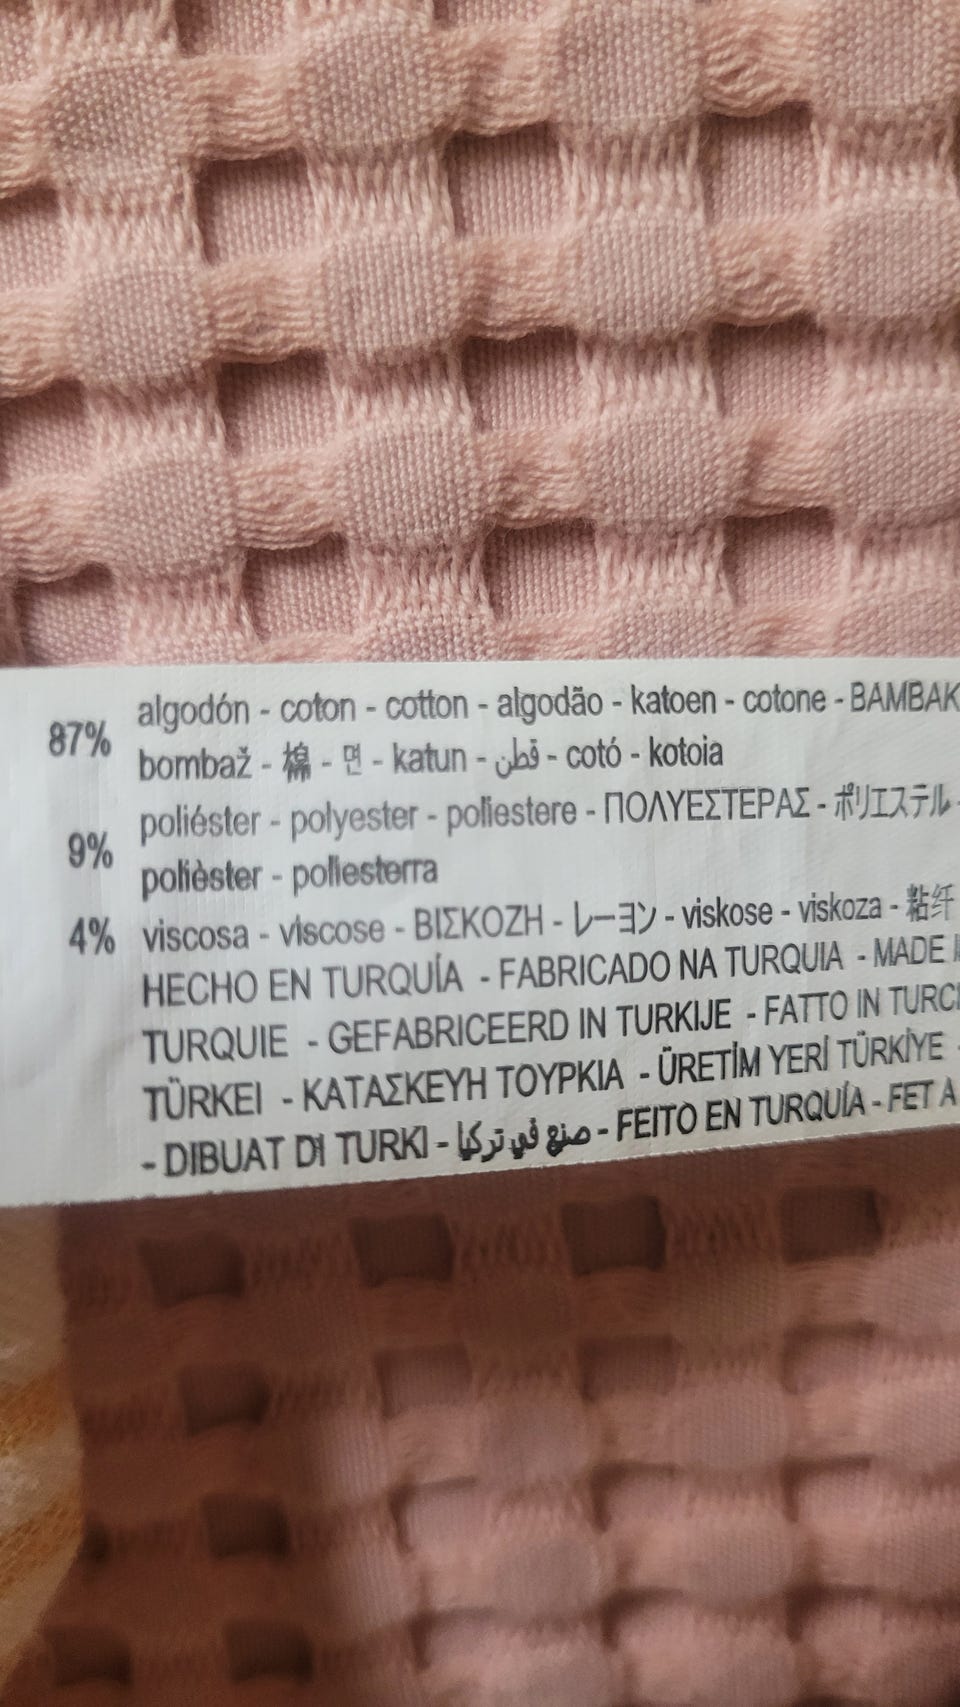 87% algodón - coton - cotton - algodão - katoen - cotone - BAMBAK
bombaž - 棉 - 면 - katun - قطن - cotó - kotoia
9% poliéster - polyester - poliestere - ΠΟΛΥΕΣΤΕΡΑΣ - ポリエステル -
polièster - poliesterra
4% viscosa - viscose - ΒΙΣΚΟΖΗ - レーヨン - viskose - viskoza - 粘纤
HECHO EN TURQUÍA - FABRICADO NA TURQUIA - MADE
TURQUIE - GEFABRICEERD IN TURKIJE - FATTO IN TURC
TÜRKEI - ΚΑΤΑΣΚΕΥΗ ΤΟΥΡΚΙΑ - ÜRETİM YERİ TÜRKİYE -
- DIBUAT DI TURKI - صنع في تركيا - FEITO EN TURQUÍA - FET A